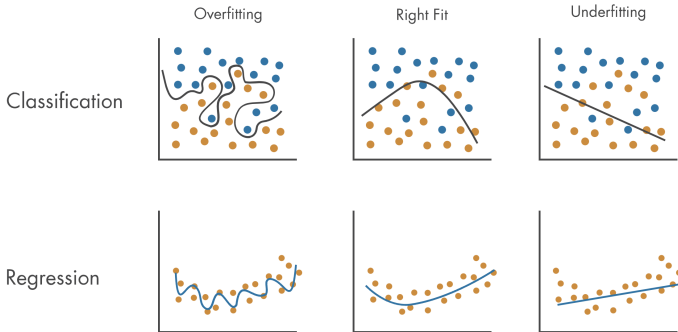 Overfitting
Right Fit
Underfitting
Classification
Regression